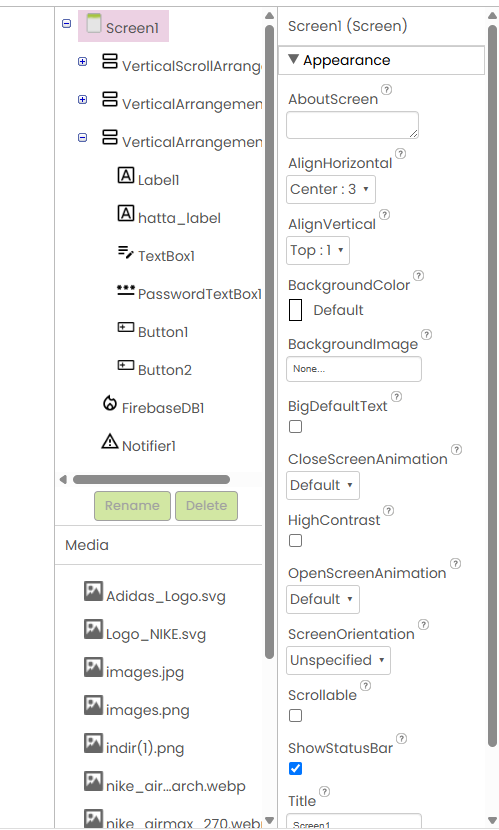 Screen1
VerticalScrollArrang
VerticalArrangemen
VerticalArrangemen
Label1
hatta_label
TextBox1
PasswordTextBox1
Button1
Button2
FirebaseDB1
Notifier1
Rename Delete
Media
Adidas_Logo.svg
Logo_NIKE.svg
images.jpg
images.png
indir(1).png
nike_air...arch.webp
nike_airmax_270.webp
Screen1 (Screen)
Appearance
AboutScreen ?
AlignHorizontal ?
Center : 3
AlignVertical ?
Top : 1
BackgroundColor ?
Default
BackgroundImage ?
None...
BigDefaultText ?
CloseScreenAnimation ?
Default
HighContrast ?
OpenScreenAnimation ?
Default
ScreenOrientation ?
Unspecified
Scrollable ?
ShowStatusBar ?
Title ?
Screen1